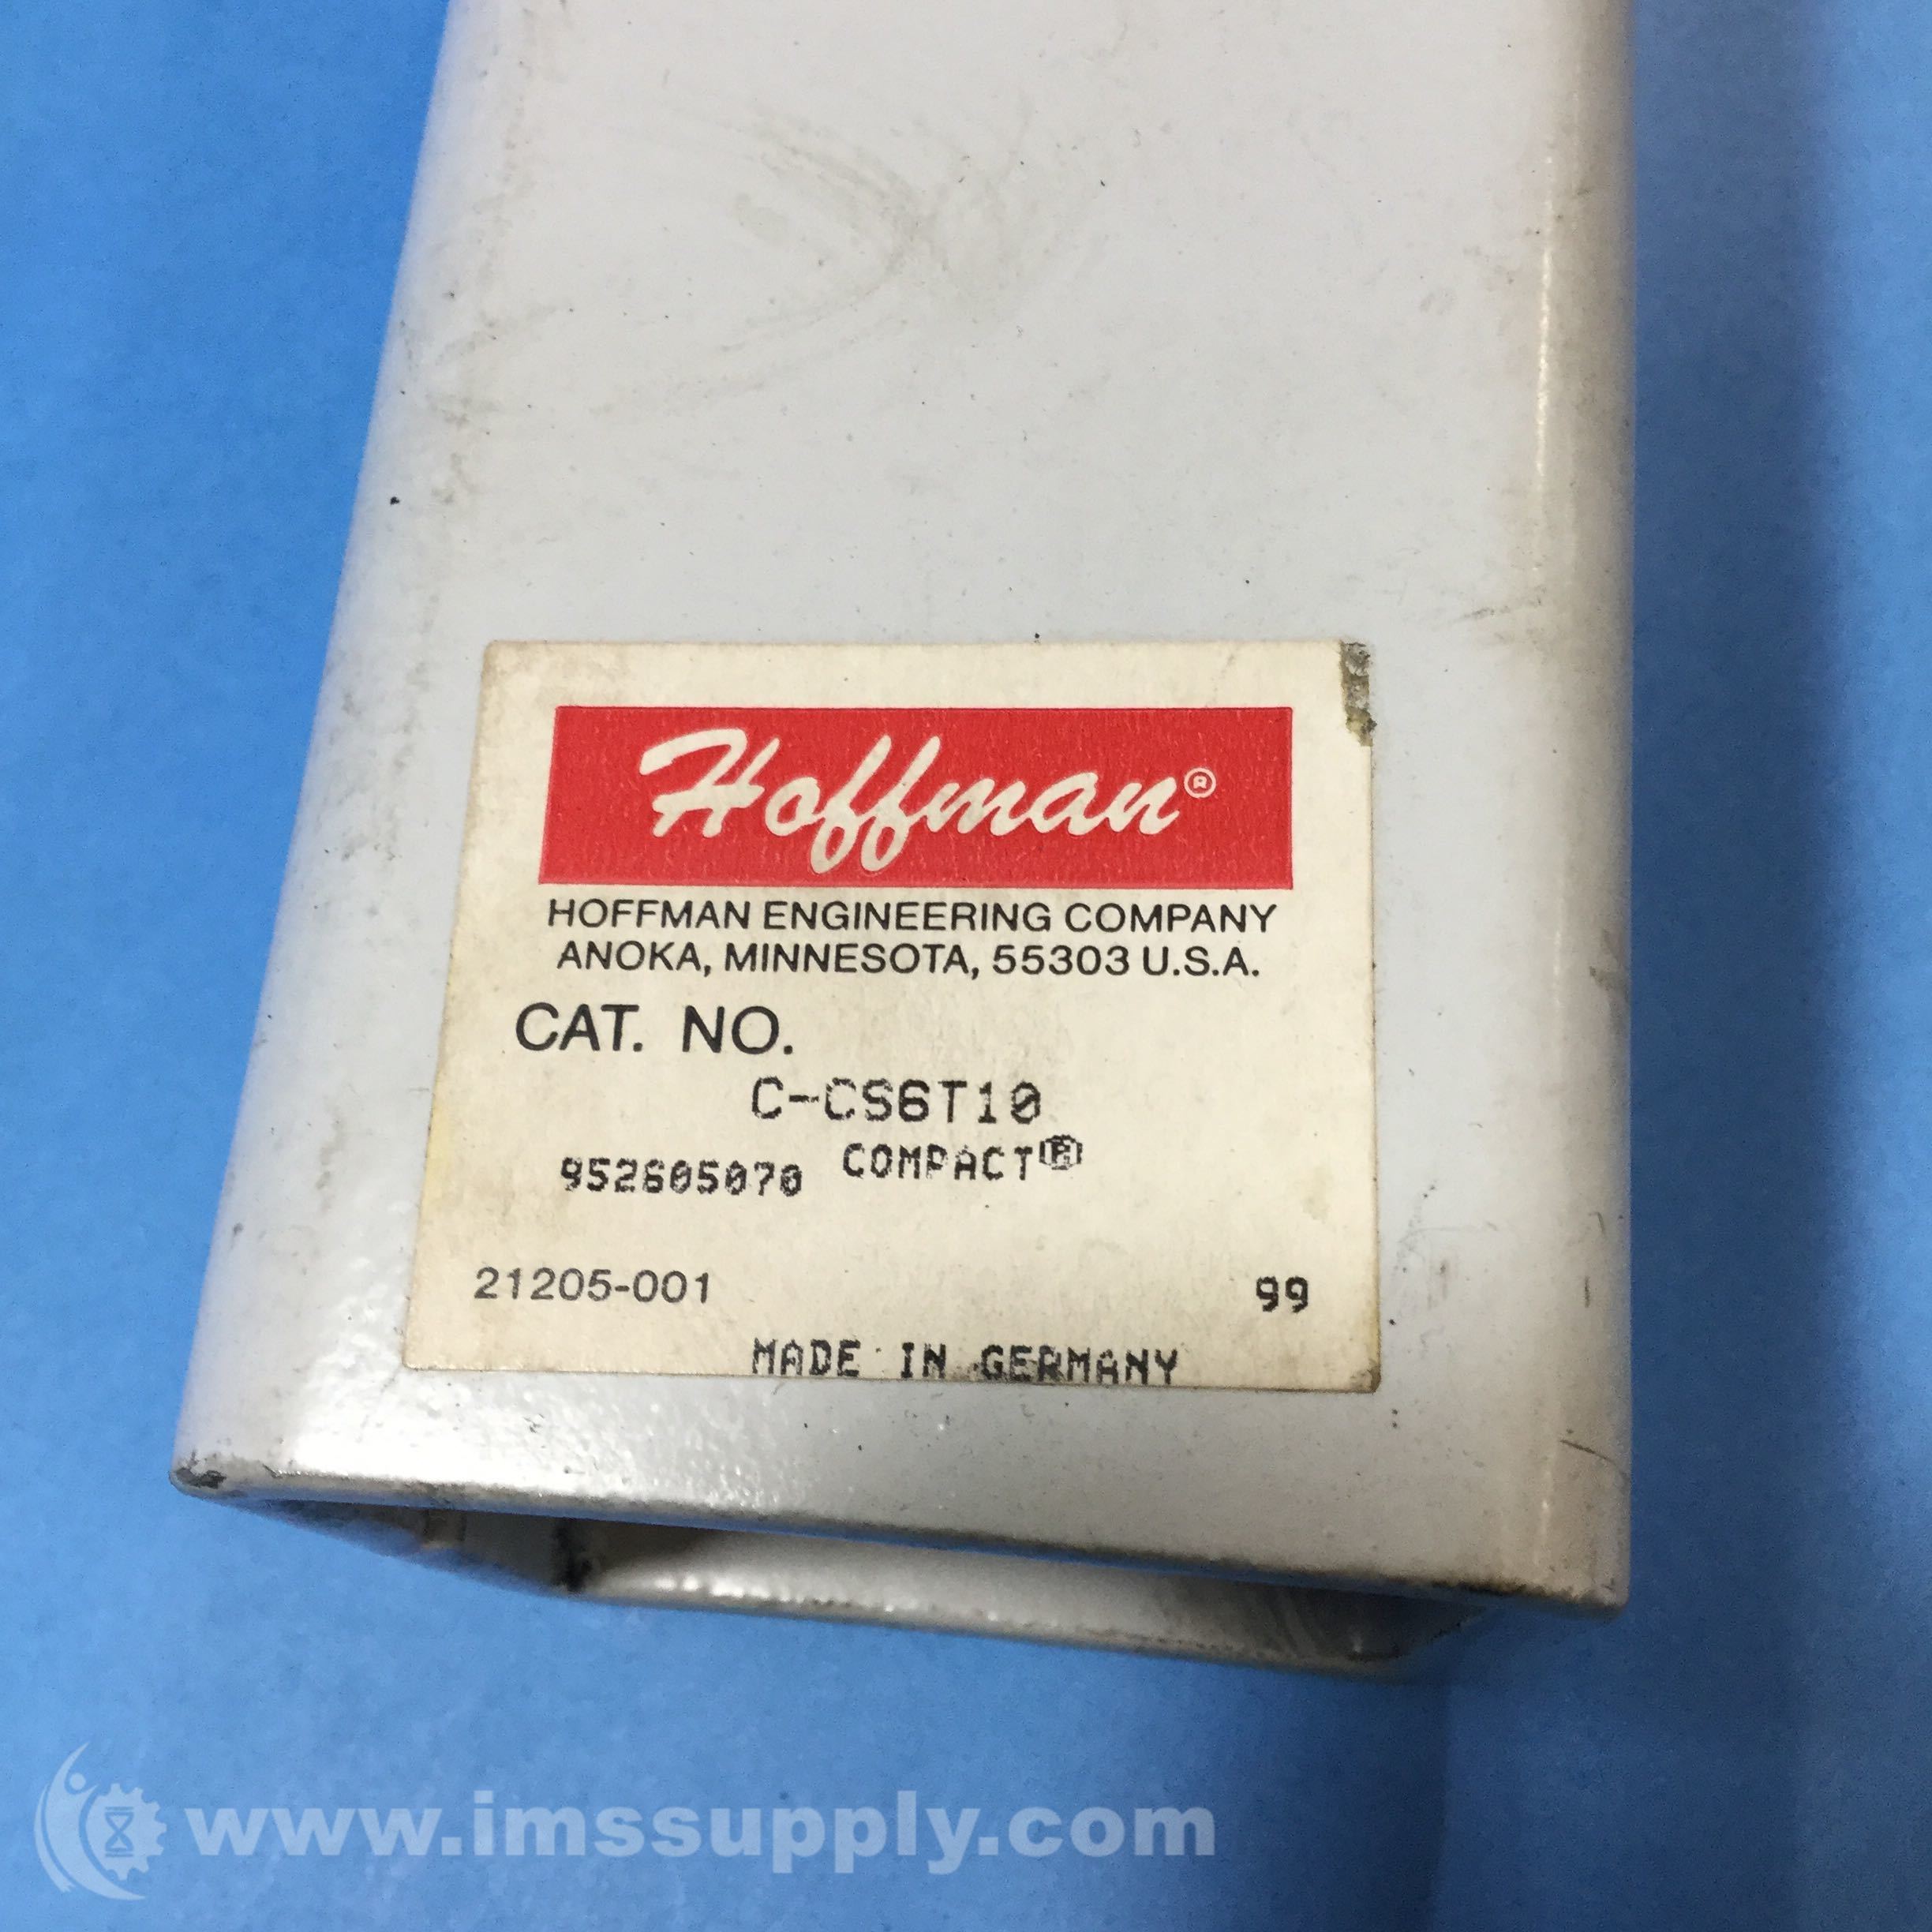 Hoffman®
HOFFMAN ENGINEERING COMPANY
ANOKA, MINNESOTA, 55303 U.S.A.
CAT. NO.
C-CS6T10
952605070 COMPACT®
21205-001 99
MADE IN GERMANY
www.imssupply.com